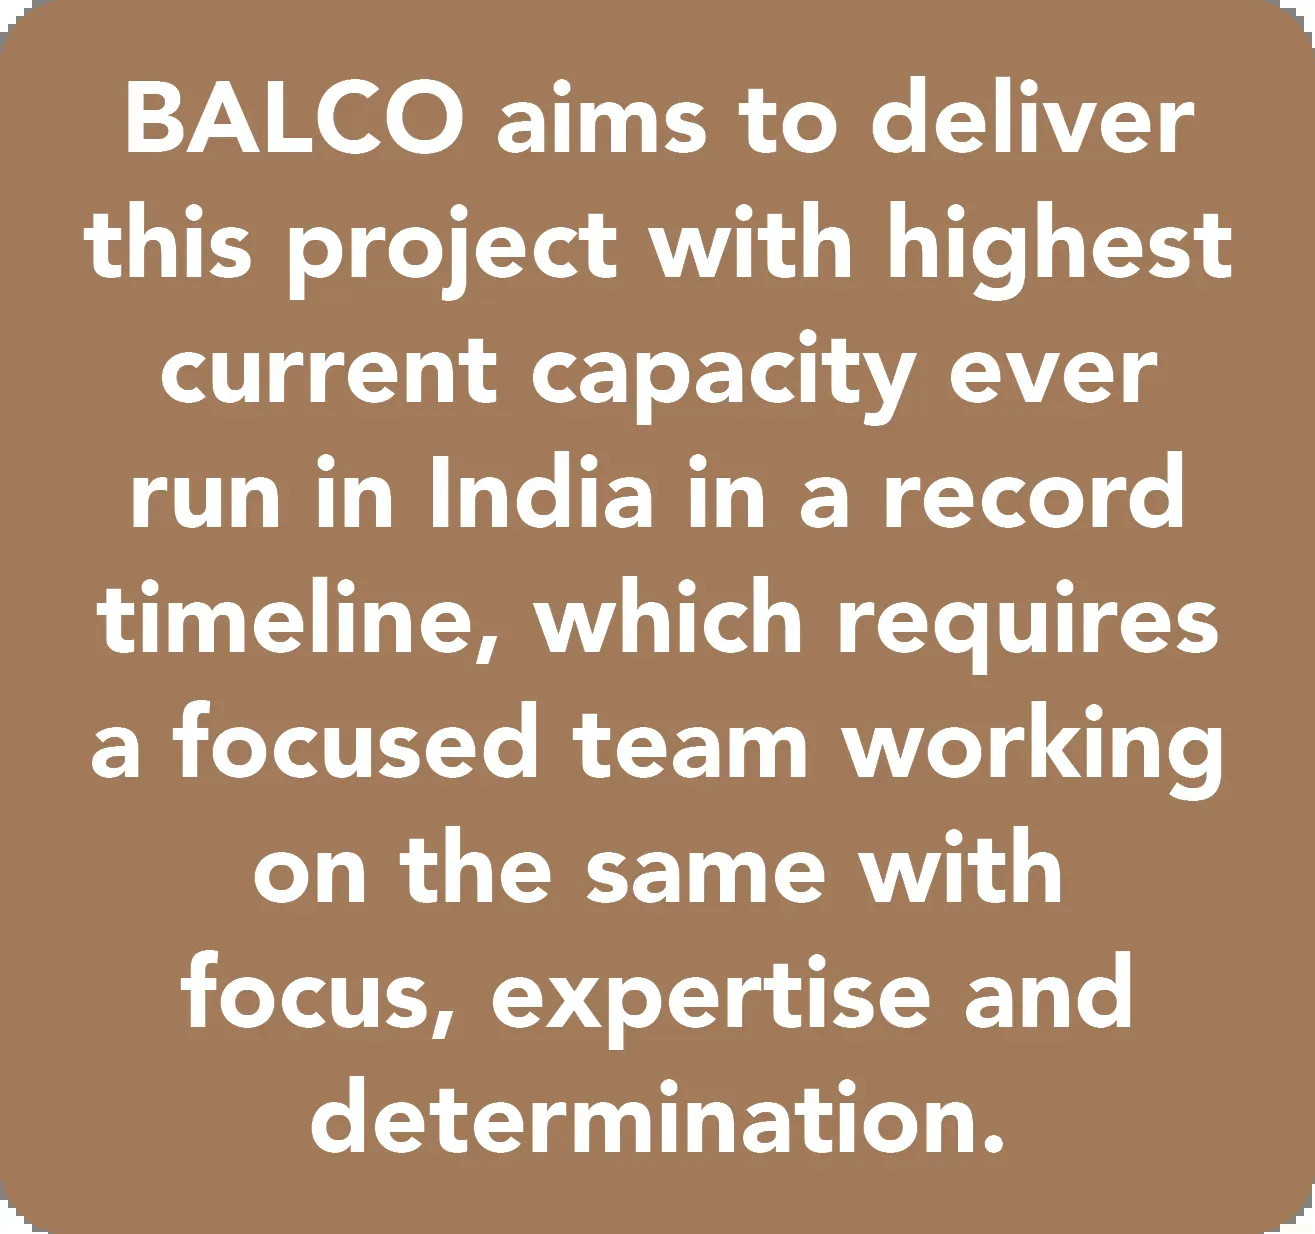 BALCO aims to deliver
this project with highest
current capacity ever
run in India in a record
timeline, which requires
a focused team working
on the same with
focus, expertise and
determination.